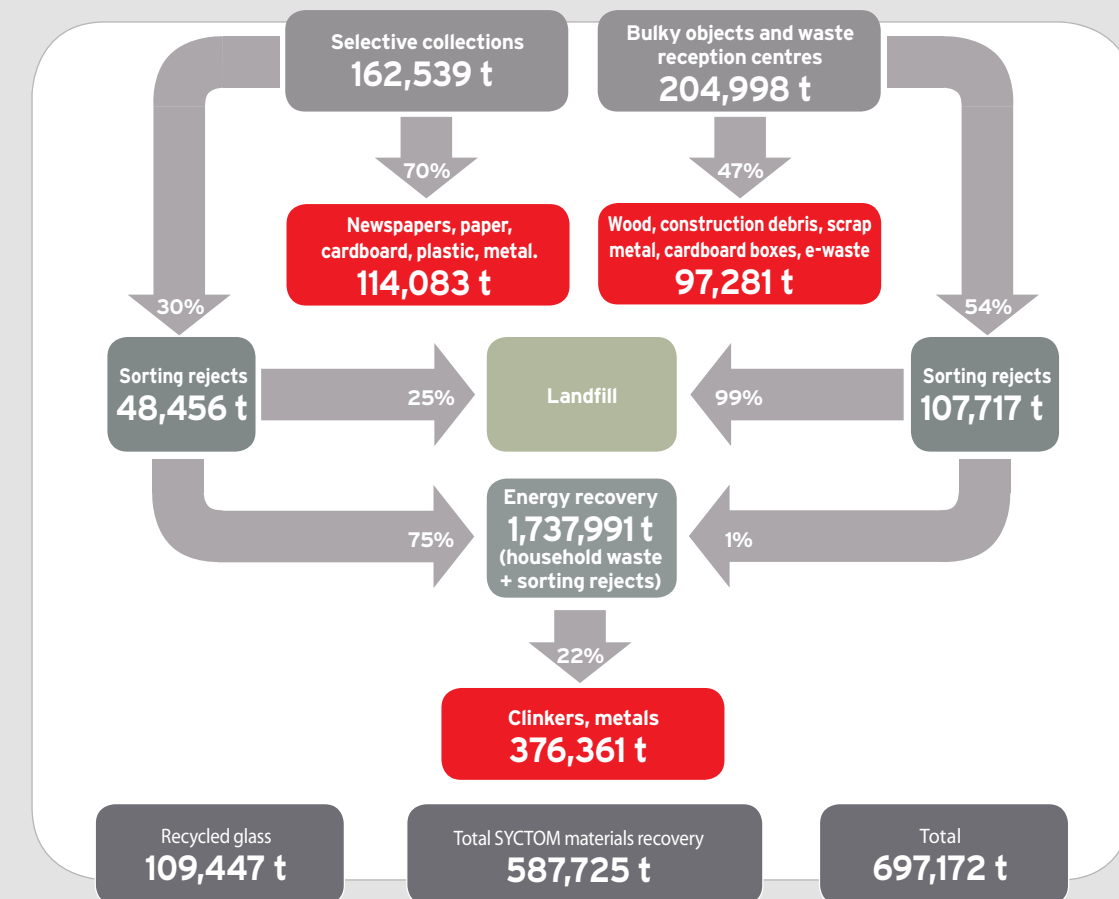 Selective collections
162,539 t
Bulky objects and waste
reception centres
204,998 t
70%
47%
Newspapers, paper,
cardboard, plastic, metal.
114,083 t
Wood, construction debris, scrap
metal, cardboard boxes, e-waste
97,281 t
30%
54%
Sorting rejects
48,456 t
25%
Landfill
99%
Sorting rejects
107,717 t
Energy recovery
1,737,991 t
(household waste
+ sorting rejects)
75%
1%
22%
Clinkers, metals
376,361 t
Recycled glass
109,447 t
Total SYCTOM materials recovery
587,725 t
Total
697,172 t